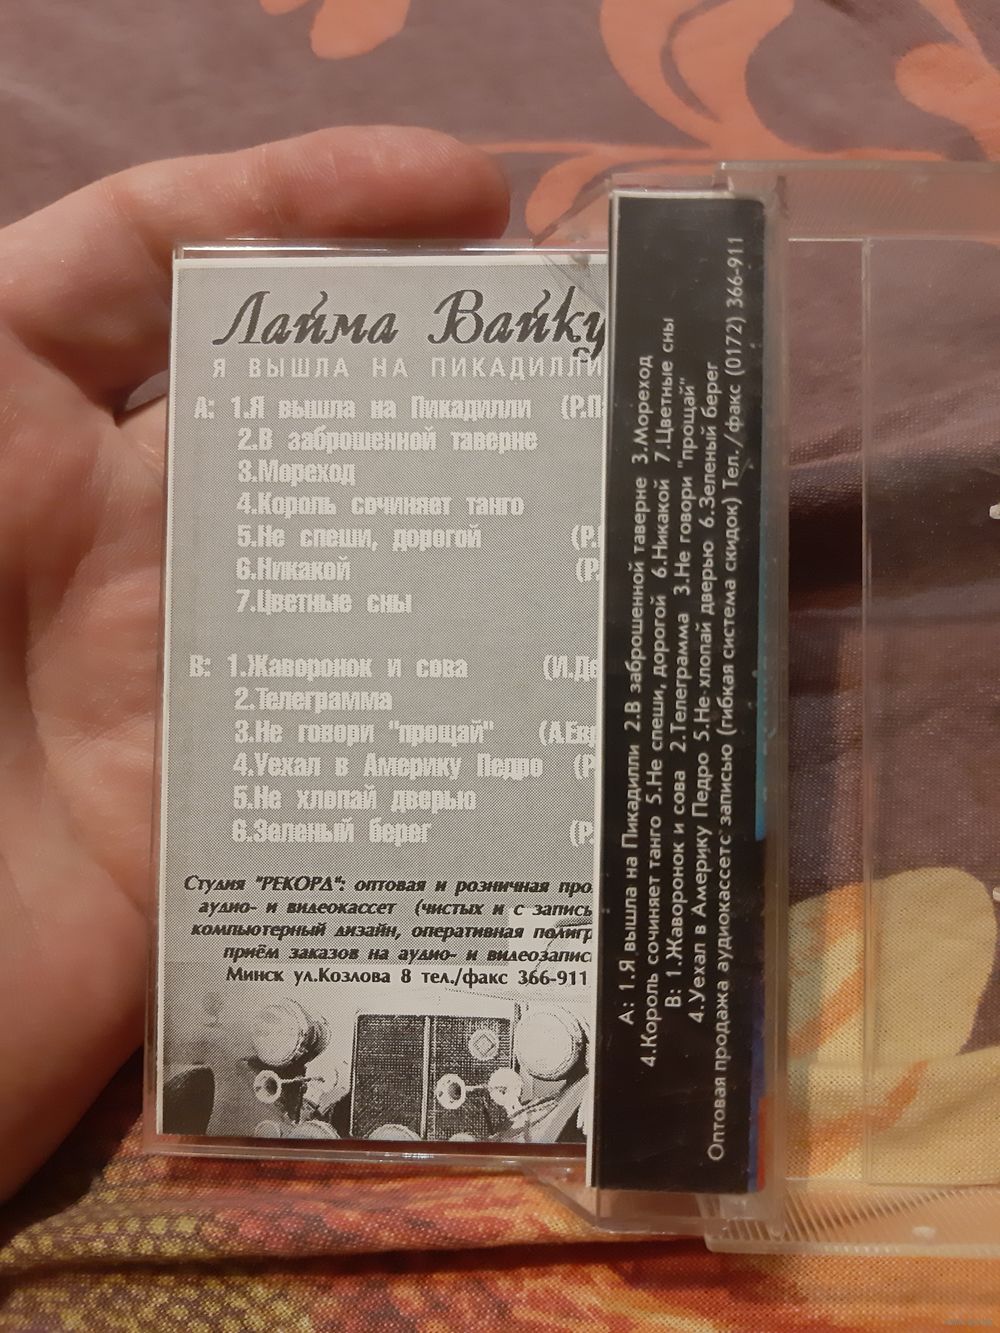 Лайма Вайку
Я ВЫШЛА НА ПИКАДИЛЛИ
А: 1.Я вышла на Пикадилли (Р.П
2.В заброшенной таверне
3.Мореход
4.Король сочиняет танго
5.Не спеши, дорогой (Р.
6.Никакой (Р.
7.Цветные сны
В: 1.Жаворонок и сова (И.Де
2.Телеграмма
3.Не говори "прощай" (А.Евр
4.Уехал в Америку Педро (Р
5.Не хлопай дверью
6.Зеленый берег (Р.
Студия "РЕКОРД": оптовая и розничная про
аудио- и видеокассет (чистых и с запись
компьютерный дизайн, оперативная полигр
приём заказов на аудио- и видеозапис
Минск ул.Козлова 8 тел./факс 366-911
А: 1.Я вышла на Пикадилли 2.В заброшенной таверне 3.Мореход
4.Король сочиняет танго 5.Не спеши, дорогой 6.Никакой 7.Цветные сны
В: 1.Жаворонок и сова 2.Телеграмма 3.Не говори "прощай"
4.Уехал в Америку Педро 5.Не хлопай дверью 6.Зеленый берег
Оптовая продажа аудиокассет с записью (гибкая система скидок) Тел./факс (0172) 366-911